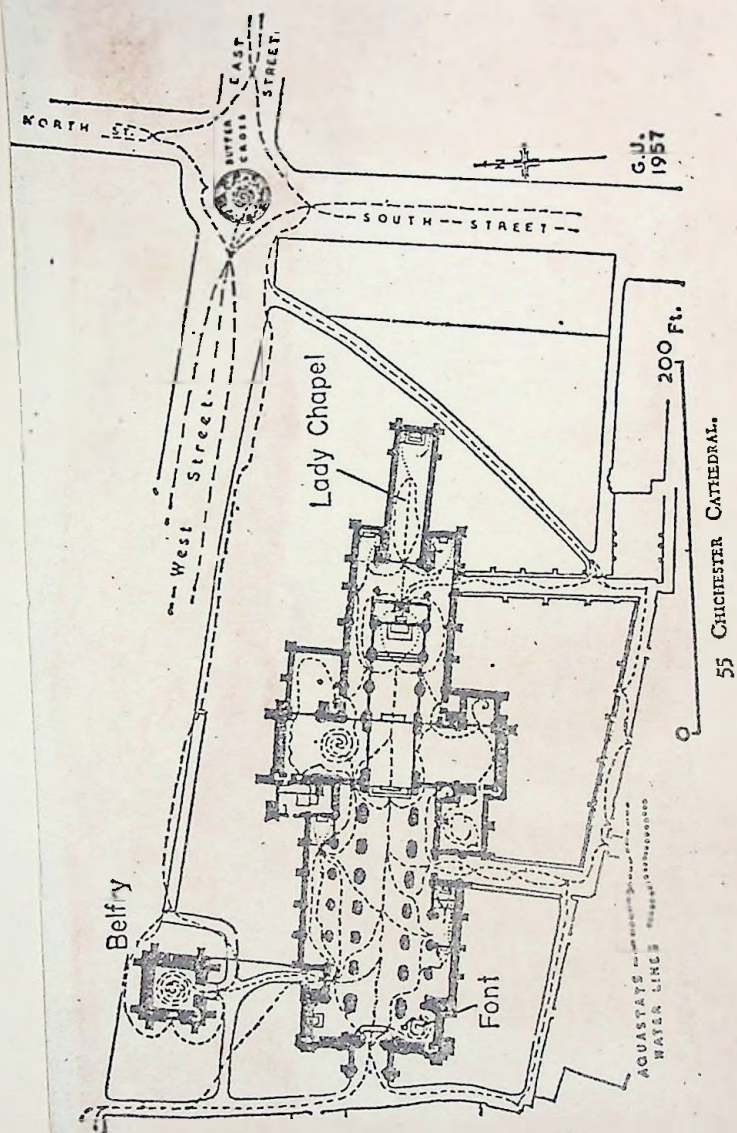 NORTH ST.
EAST
STREET
BUTTER
CROSS
West Street
SOUTH STREET
N
G.U.
1957
Lady Chapel
Belfry
Font
0 200 Ft.
AQUASTATS
WATER LINES
55 CHICHESTER CATHEDRAL.